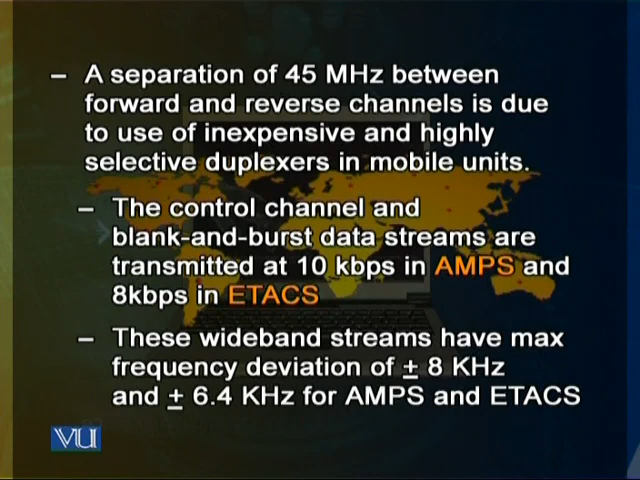 – A separation of 45 MHz between
forward and reverse channels is due
to use of inexpensive and highly
selective duplexers in mobile units.
– The control channel and
blank-and-burst data streams are
transmitted at 10 kbps in AMPS and
8kbps in ETACS
– These wideband streams have max
frequency deviation of ± 8 KHz
and ± 6.4 KHz for AMPS and ETACS
VU